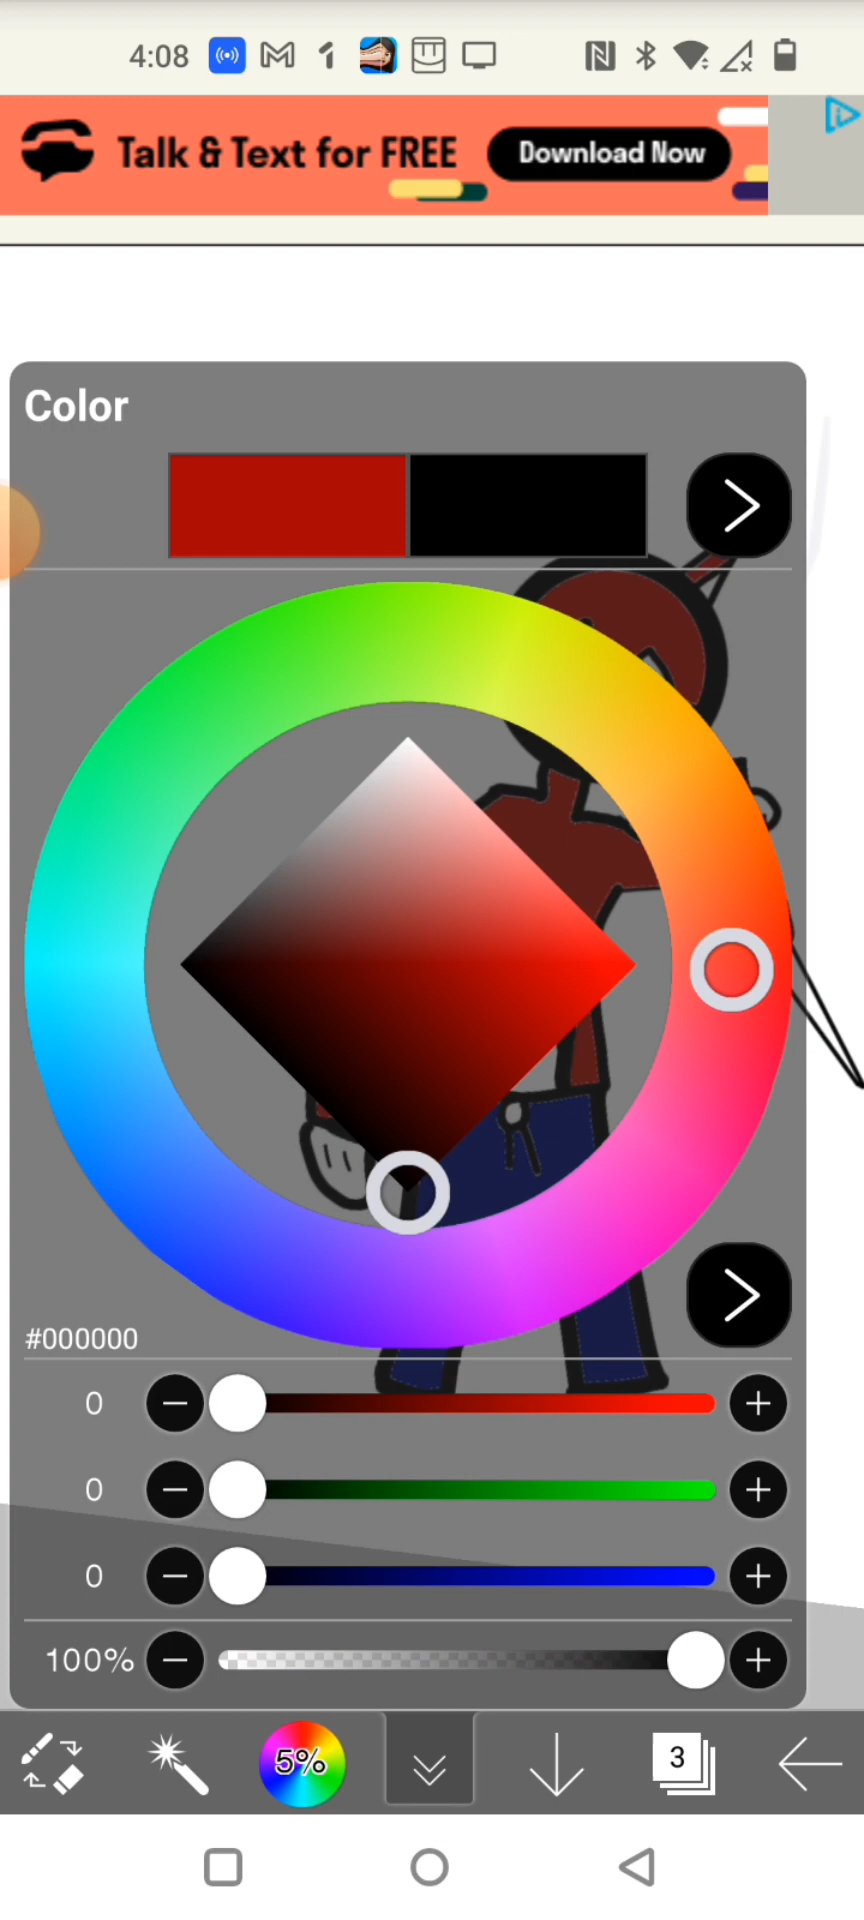 4:08
Talk & Text for FREE
Download Now
Color
#000000
0
0
0
100%
5%
3